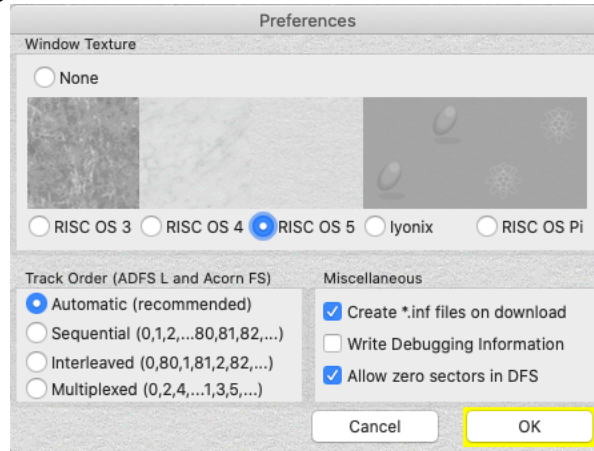 Preferences
Window Texture
None
RISC OS 3 RISC OS 4 RISC OS 5 Iyonix RISC OS Pi
Track Order (ADFS L and Acorn FS)
Automatic (recommended)
Sequential (0,1,2,...80,81,82,...)
Interleaved (0,80,1,81,2,82,...)
Multiplexed (0,2,4,...1,3,5,...)
Miscellaneous
Create *.inf files on download
Write Debugging Information
Allow zero sectors in DFS
Cancel OK